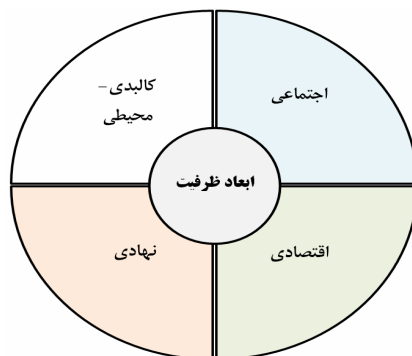 اجتماعی
کالبدی –
محیطی
ابعاد ظرفیت
اقتصادی
نهادی